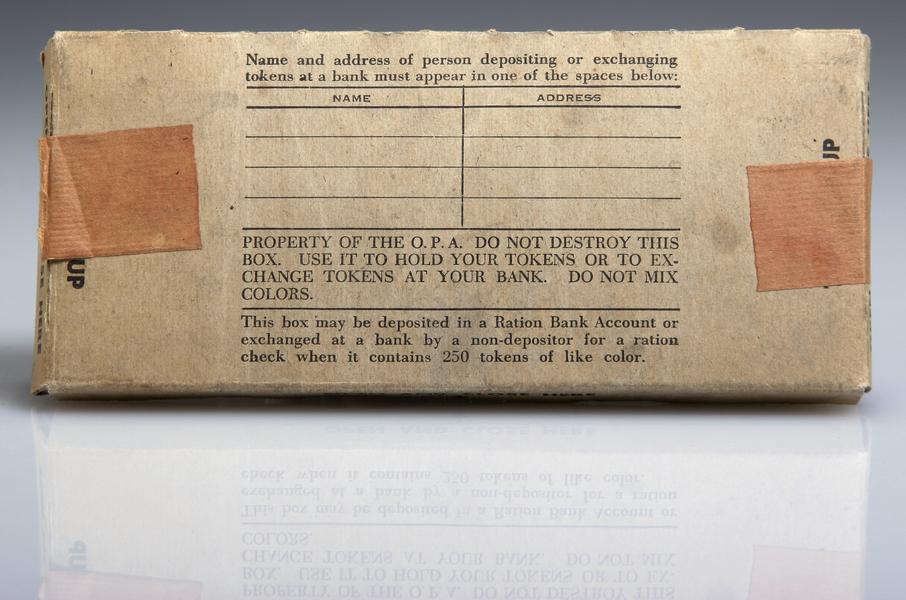 Name and address of person depositing or exchanging
tokens at a bank must appear in one of the spaces below:
NAME ADDRESS
PROPERTY OF THE O. P. A. DO NOT DESTROY THIS
BOX. USE IT TO HOLD YOUR TOKENS OR TO EX-
CHANGE TOKENS AT YOUR BANK. DO NOT MIX
COLORS.
This box may be deposited in a Ration Bank Account or
exchanged at a bank by a non-depositor for a ration
check when it contains 250 tokens of like color.
UP
UP
OPEN AND CLOSE HERE